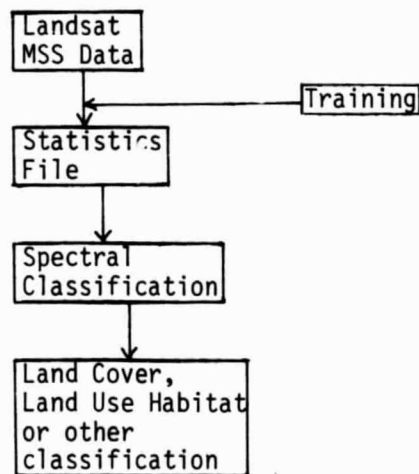 Landsat
MSS Data
Training
Statistics
File
Spectral
Classification
Land Cover,
Land Use Habitat
or other
classification